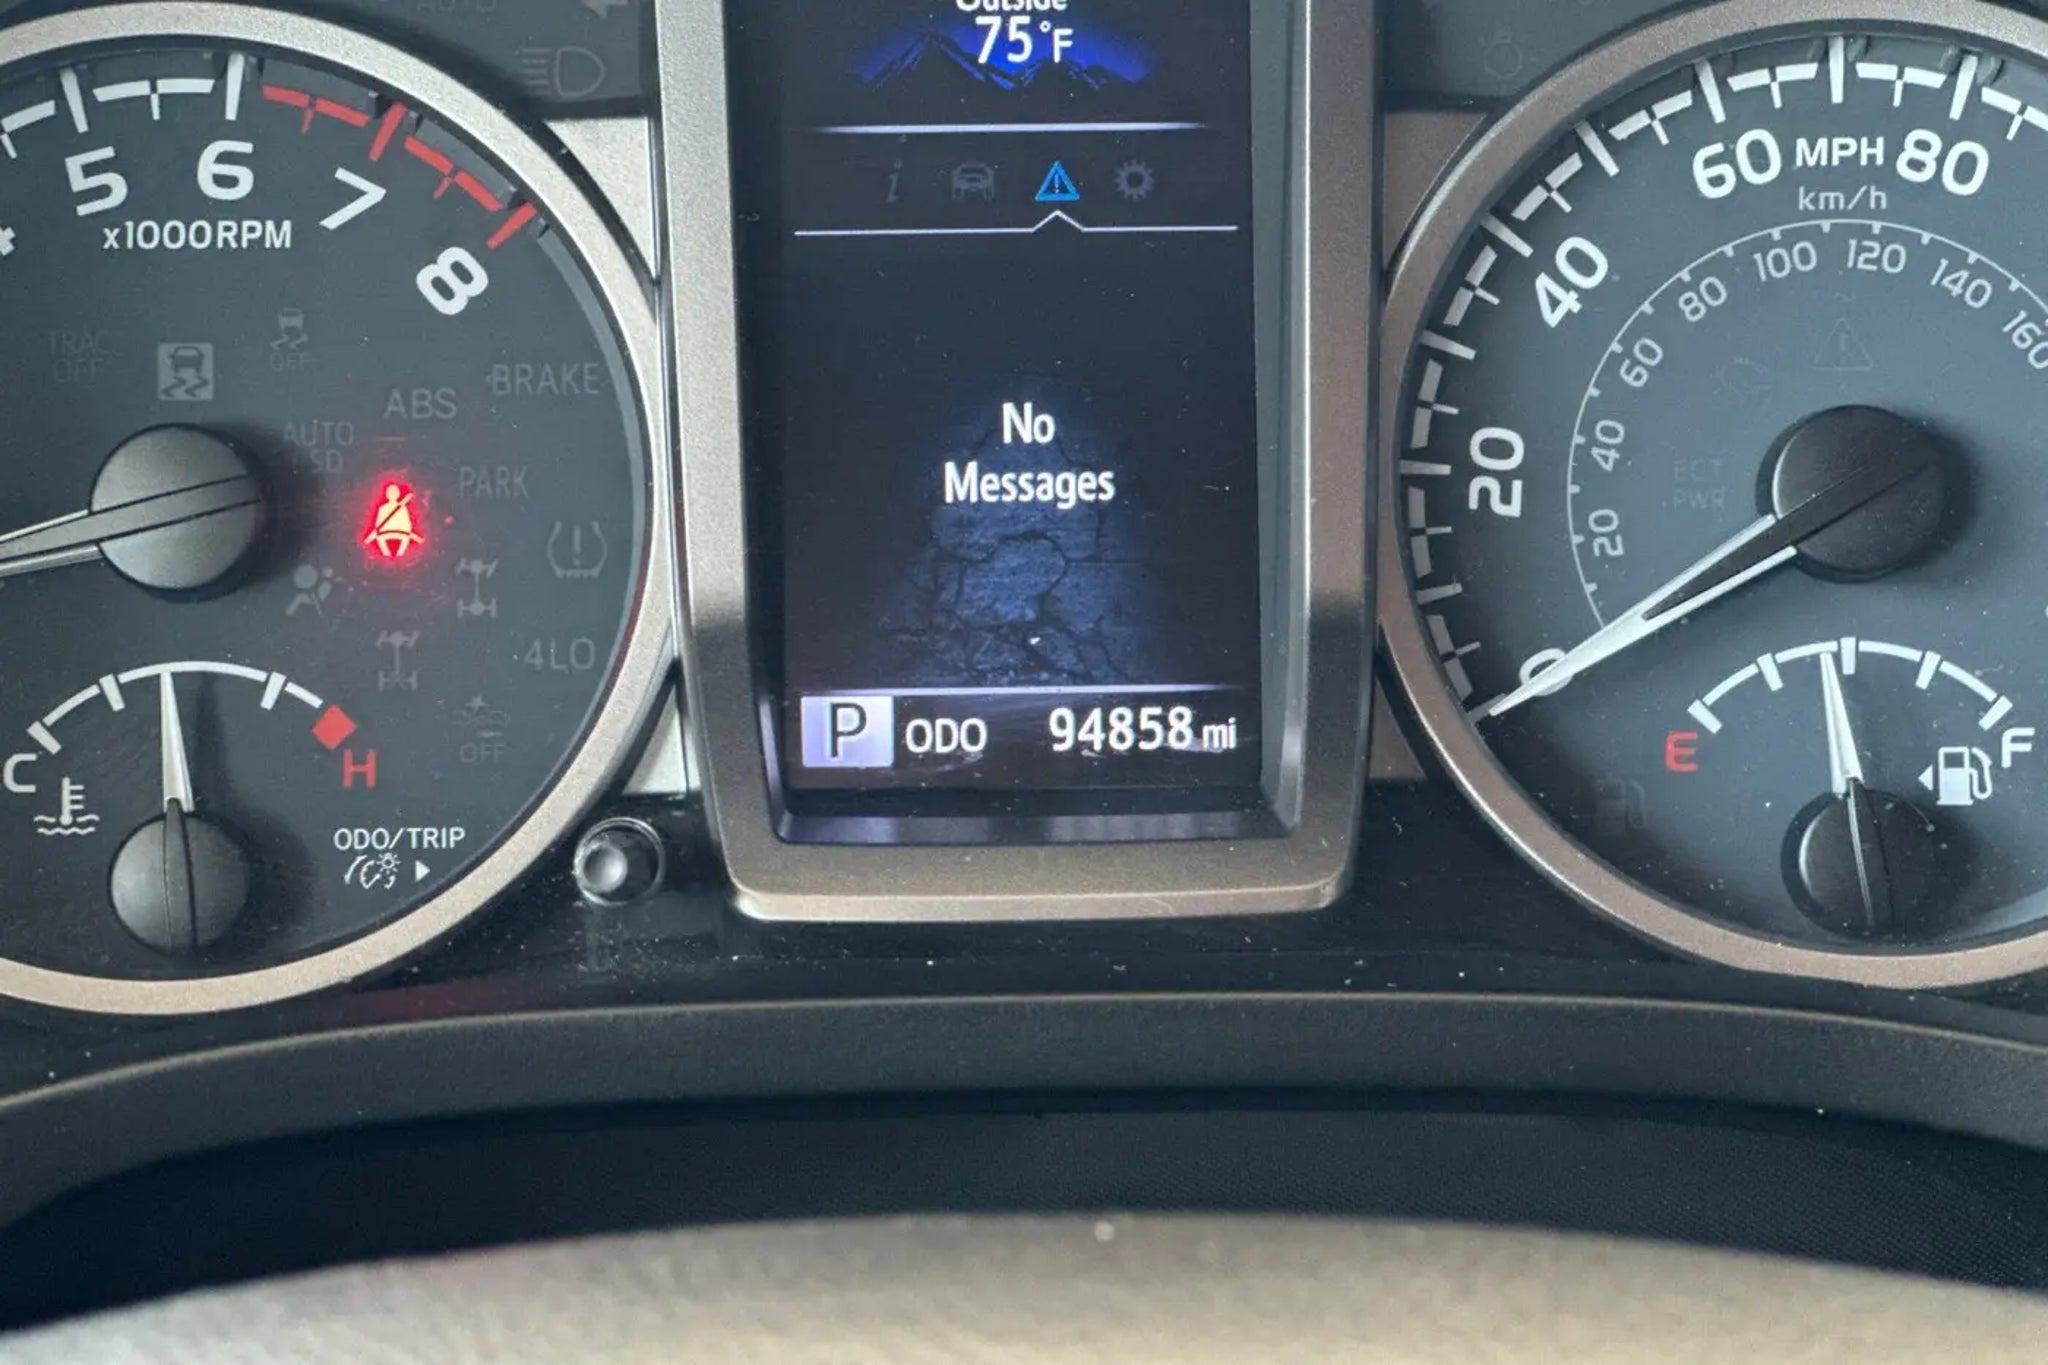 AUTO
Outside
75°F
5 6 7 8
x1000RPM
TRAC
OFF
OFF
ABS
BRAKE
AUTO
LSD
PARK
4LO
OFF
C
H
ODO/TRIP
No
Messages
P ODO 94858 mi
0 20 40 60 MPH 80
km/h
20 40 60 80 100 120 140 160
ECT
PWR
E
F